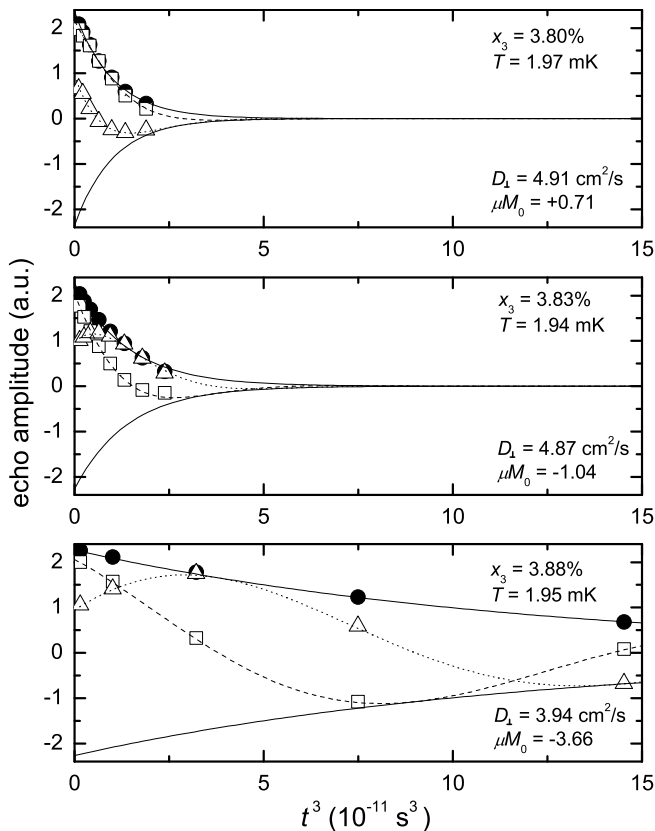 2
1
0
-1
-2
x₃ = 3.80%
T = 1.97 mK
D⊥ = 4.91 cm²/s
μM₀ = +0.71
0 5 10 15
2
1
0
-1
-2
x₃ = 3.83%
T = 1.94 mK
D⊥ = 4.87 cm²/s
μM₀ = -1.04
0 5 10 15
echo amplitude (a.u.)
2
1
0
-1
-2
x₃ = 3.88%
T = 1.95 mK
D⊥ = 3.94 cm²/s
μM₀ = -3.66
0 5 10 15
t³ (10⁻¹¹ s³)